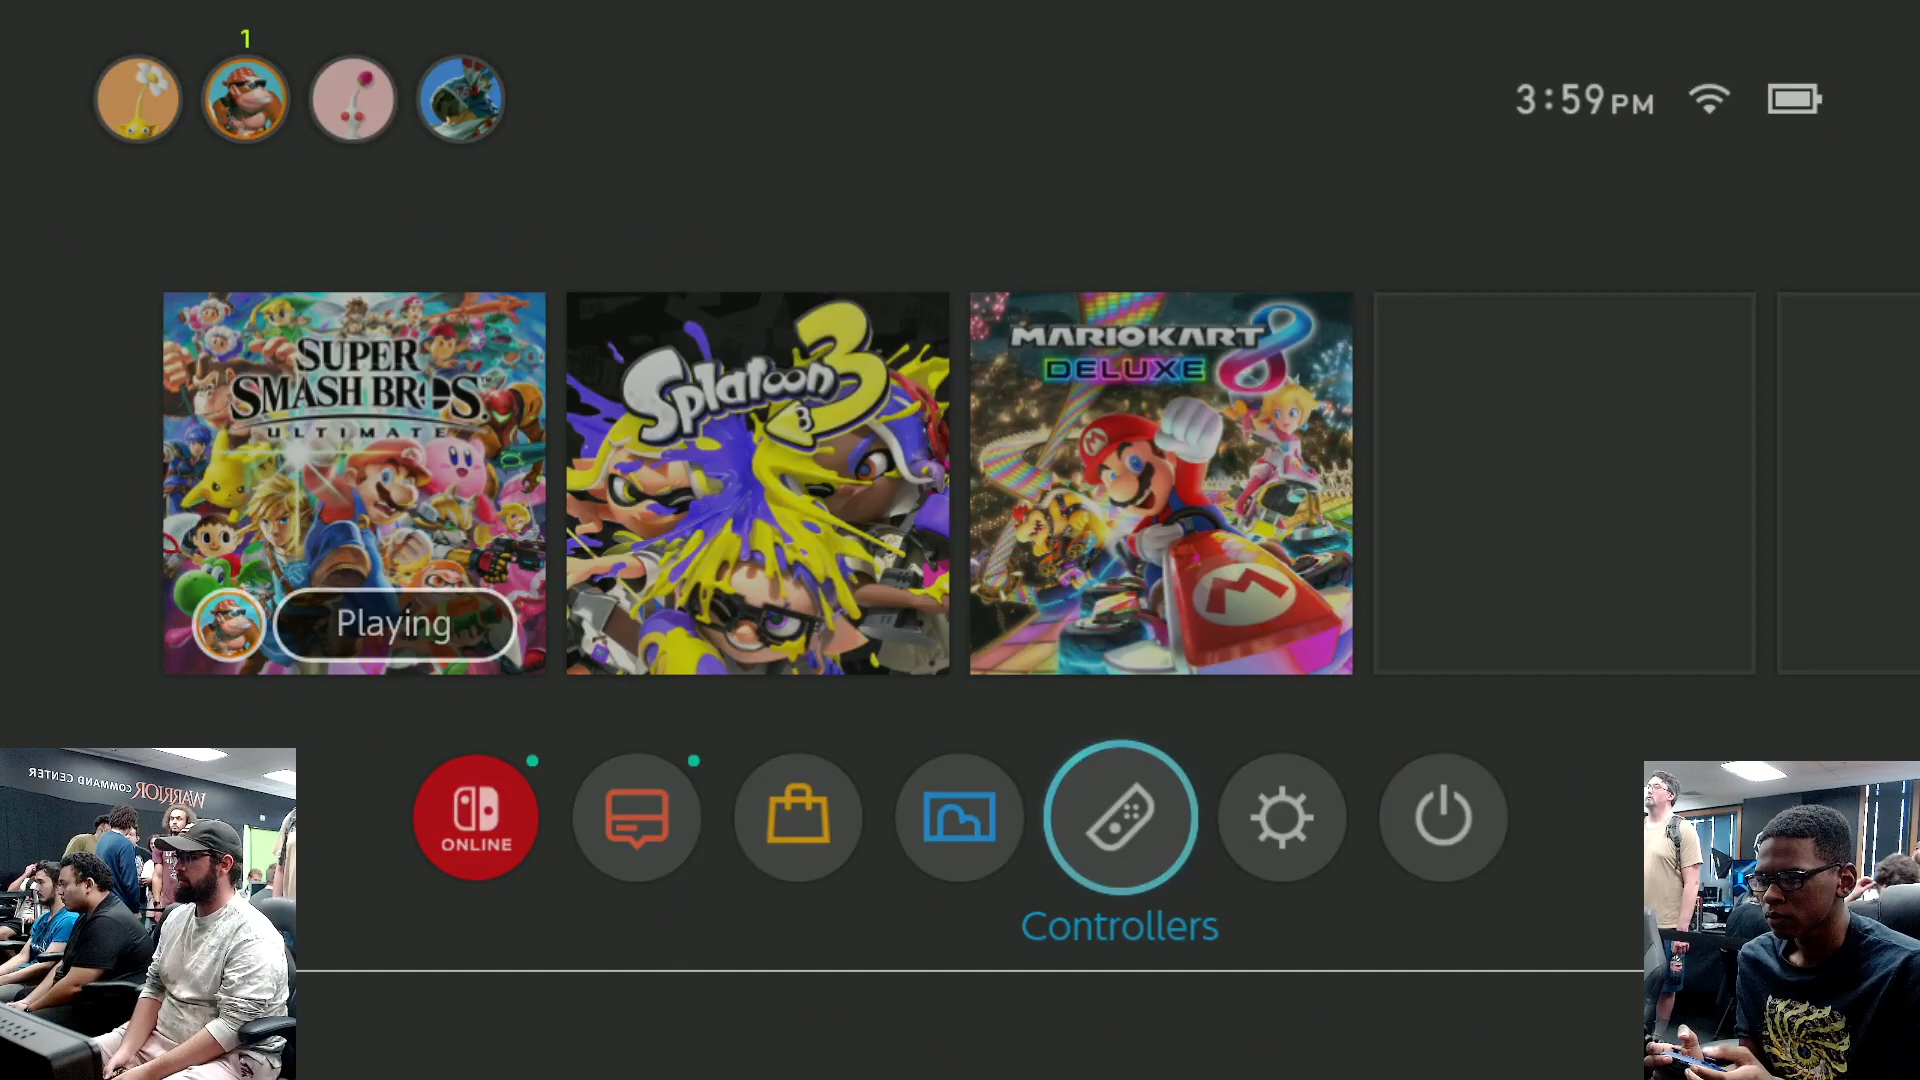 1
3:59 PM
SUPER
SMASH BROS.™
ULTIMATE
Splatoon 3
MARIOKART 8
DELUXE
M
M
Playing
WARRIOR COMMAND CENTER
ONLINE
Controllers